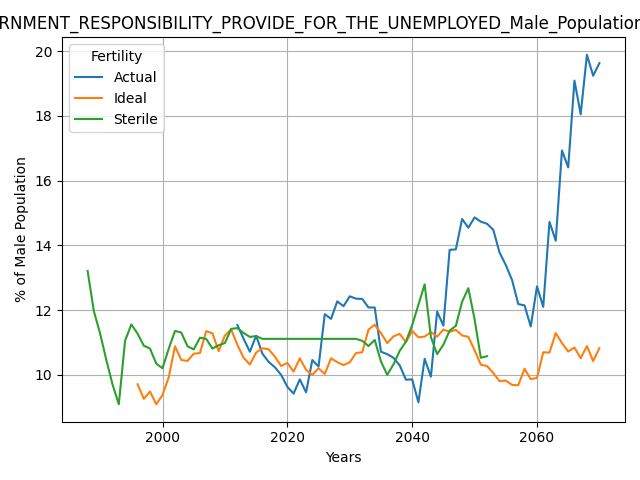 RNMENT_RESPONSIBILITY_PROVIDE_FOR_THE_UNEMPLOYED_Male_Population
Fertility
Actual
Ideal
Sterile
% of Male Population
20
18
16
14
12
10
2000 2020 2040 2060
Years